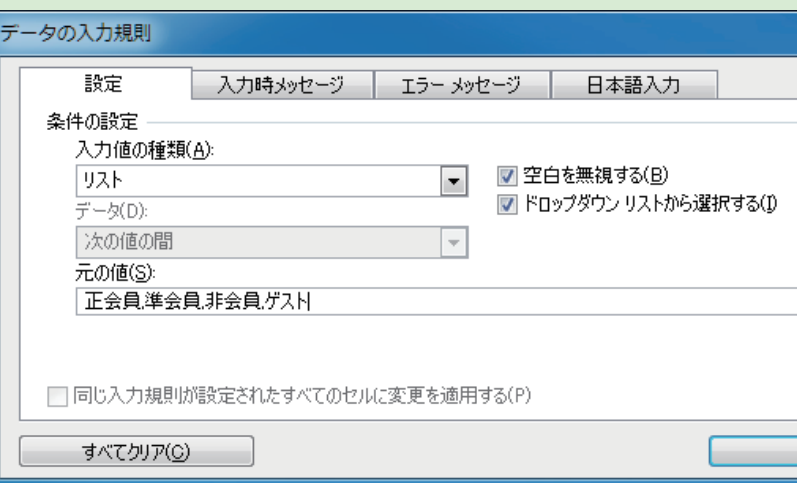 データの入力規則
設定 入力時メッセージ エラー メッセージ 日本語入力
条件の設定
入力値の種類(A):
リスト
空白を無視する(B)
データ(D):
ドロップダウン リストから選択する(I)
次の値の間
元の値(S):
正会員,準会員,非会員,ゲスト
同じ入力規則が設定されたすべてのセルに変更を適用する(P)
すべてクリア(C)